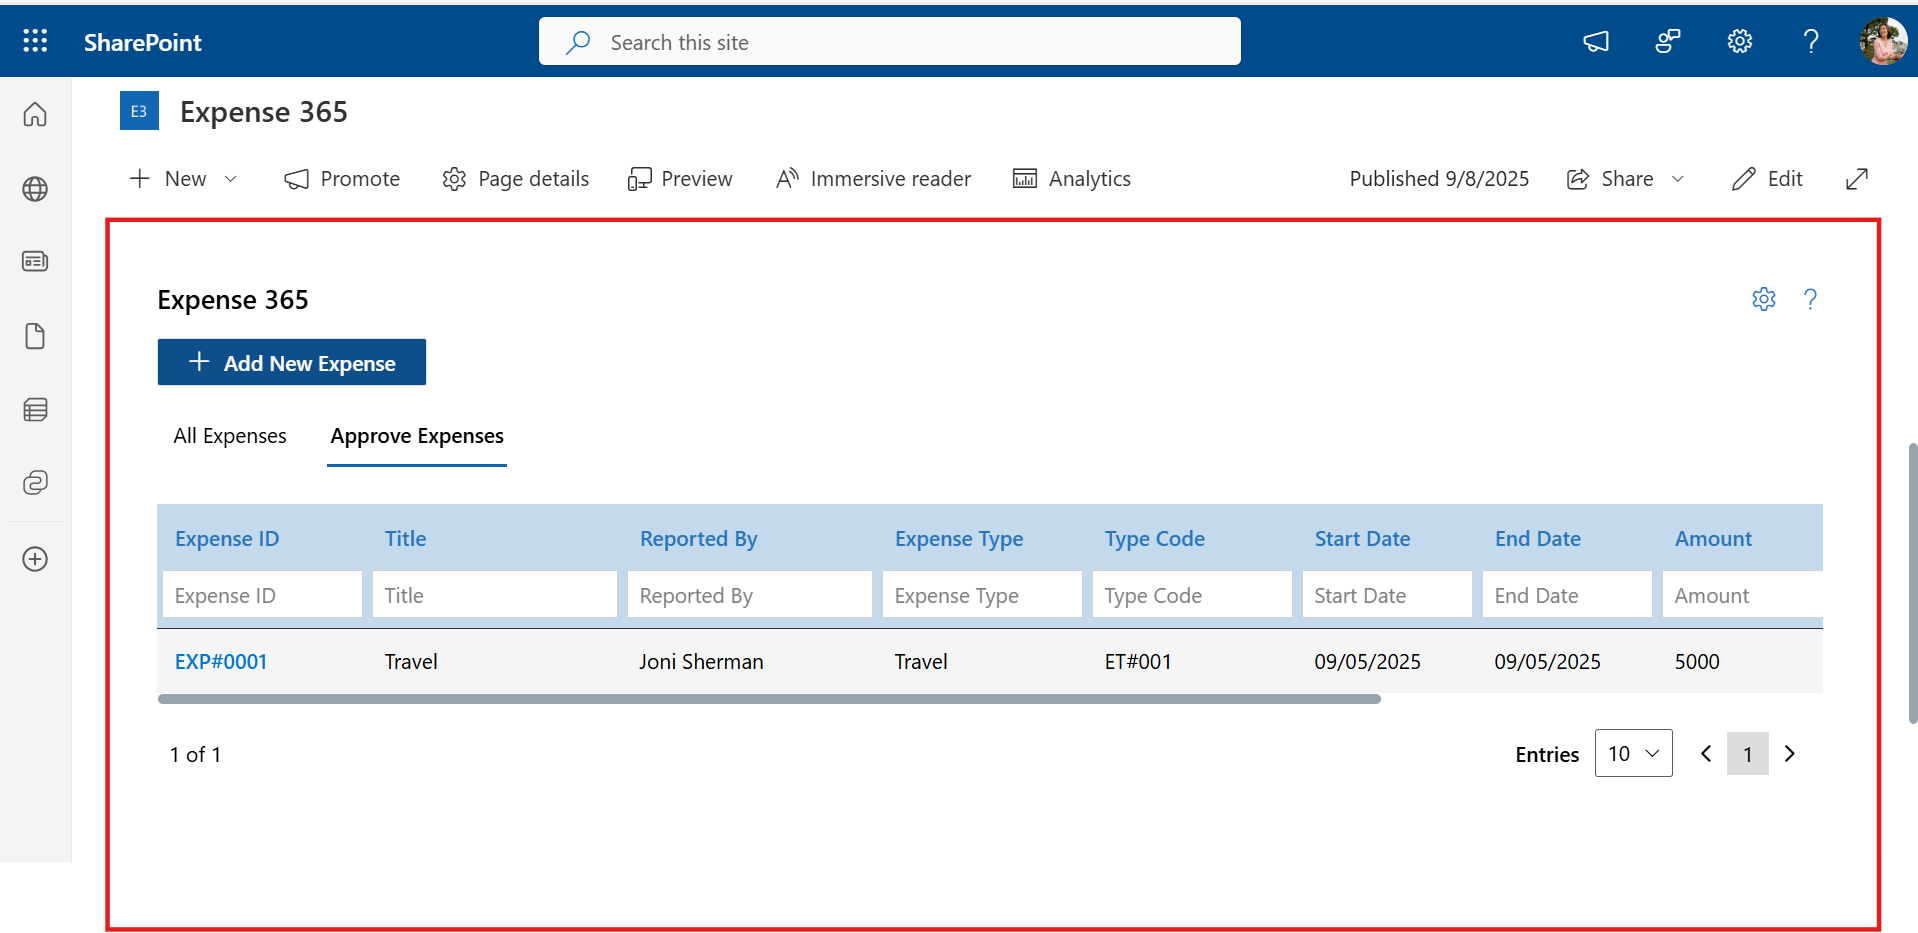 SharePoint
Search this site
?
E3
Expense 365
New
Promote
Page details
Preview
Immersive reader
Analytics
Published 9/8/2025
Share
Edit
Expense 365
?
Add New Expense
All Expenses
Approve Expenses
Expense ID Title Reported By Expense Type Type Code Start Date End Date Amount
Expense ID Title Reported By Expense Type Type Code Start Date End Date Amount
EXP#0001 Travel Joni Sherman Travel ET#001 09/05/2025 09/05/2025 5000
1 of 1
Entries 10 1